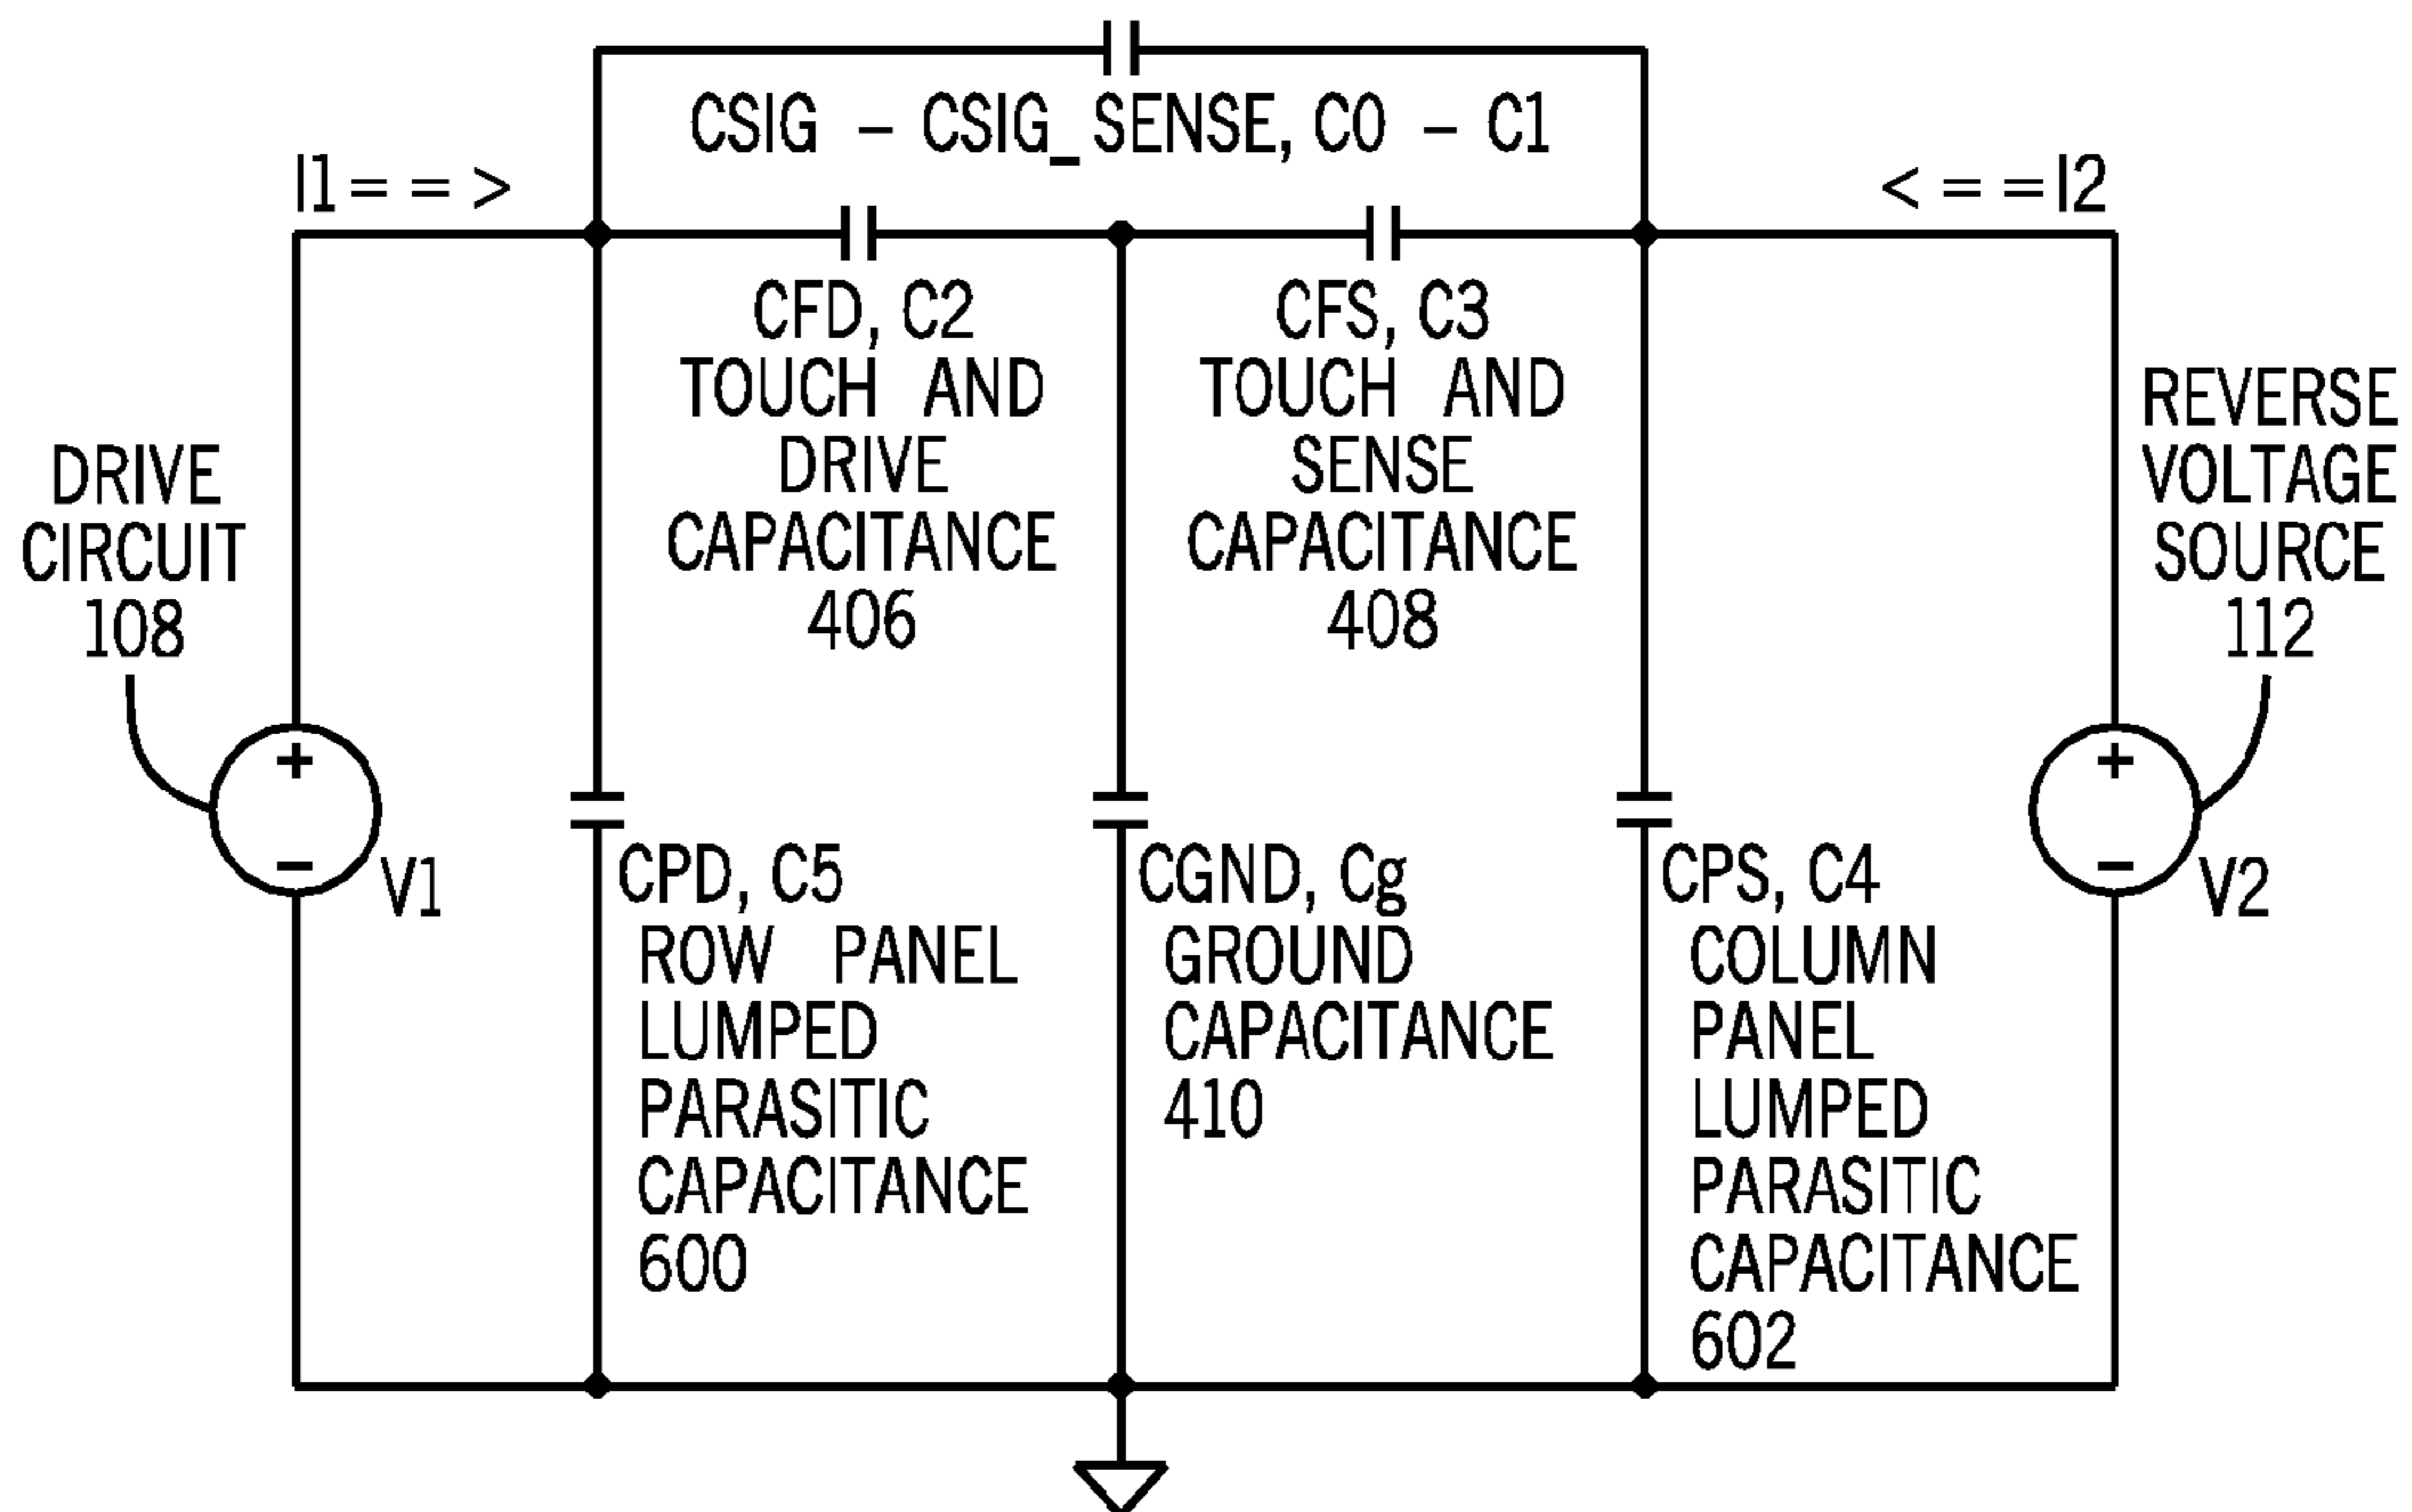 CSIG - CSIG_SENSE, C0 - C1
I1 = = >
< = = I2
CFD, C2
TOUCH AND
DRIVE
CAPACITANCE
406
CFS, C3
TOUCH AND
SENSE
CAPACITANCE
408
DRIVE
CIRCUIT
108
REVERSE
VOLTAGE
SOURCE
112
+
-
V1
CPD, C5
ROW PANEL
LUMPED
PARASITIC
CAPACITANCE
600
CGND, Cg
GROUND
CAPACITANCE
410
CPS, C4
COLUMN
PANEL
LUMPED
PARASITIC
CAPACITANCE
602
+
-
V2